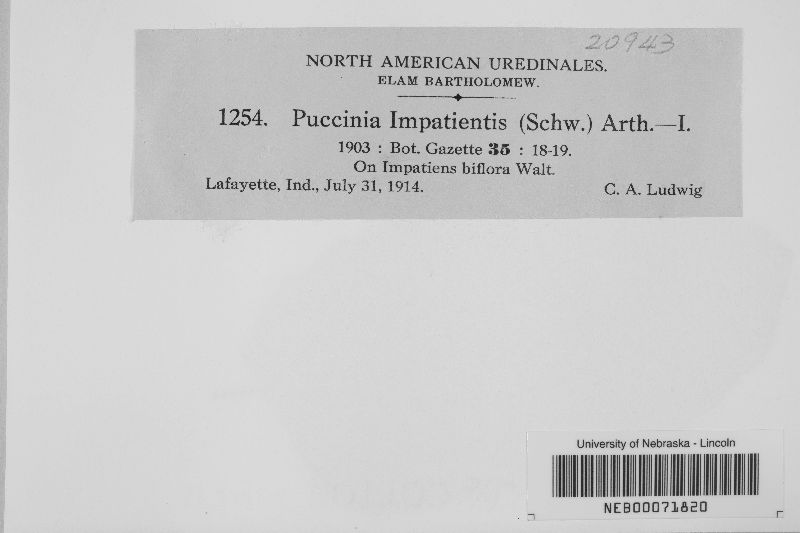 20943
NORTH AMERICAN UREDINALES.
ELAM BARTHOLOMEW.
1254. Puccinia Impatientis (Schw.) Arth.—I.
1903 : Bot. Gazette 35 : 18-19.
On Impatiens biflora Walt.
Lafayette, Ind., July 31, 1914. C. A. Ludwig
University of Nebraska - Lincoln
NEB00071820